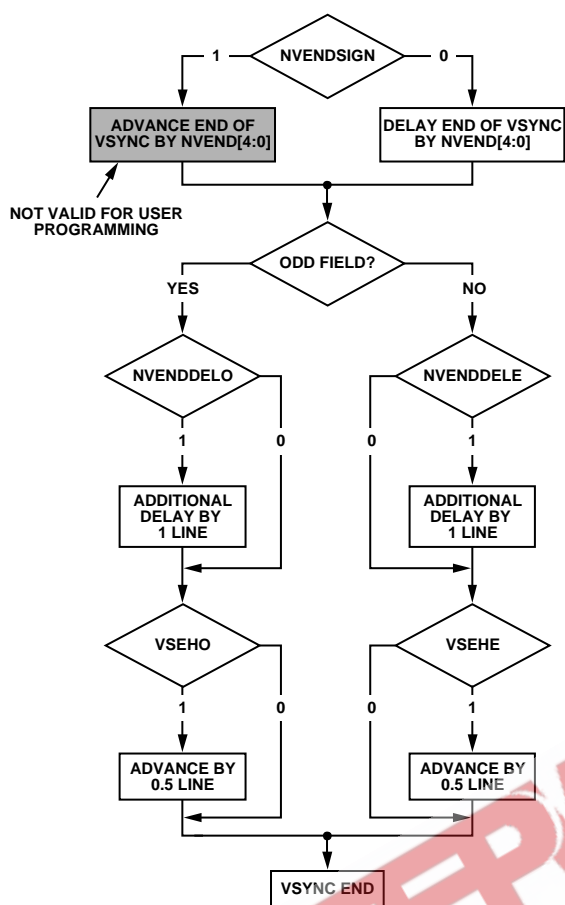 NVENDSIGN
1
0
ADVANCE END OF
VSYNC BY NVEND[4:0]
DELAY END OF VSYNC
BY NVEND[4:0]
NOT VALID FOR USER
PROGRAMMING
ODD FIELD?
YES
NO
NVENDDELO
NVENDDELE
1
0
0
1
ADDITIONAL
DELAY BY
1 LINE
ADDITIONAL
DELAY BY
1 LINE
VSEHO
VSEHE
1
0
0
1
ADVANCE BY
0.5 LINE
ADVANCE BY
0.5 LINE
VSYNC END